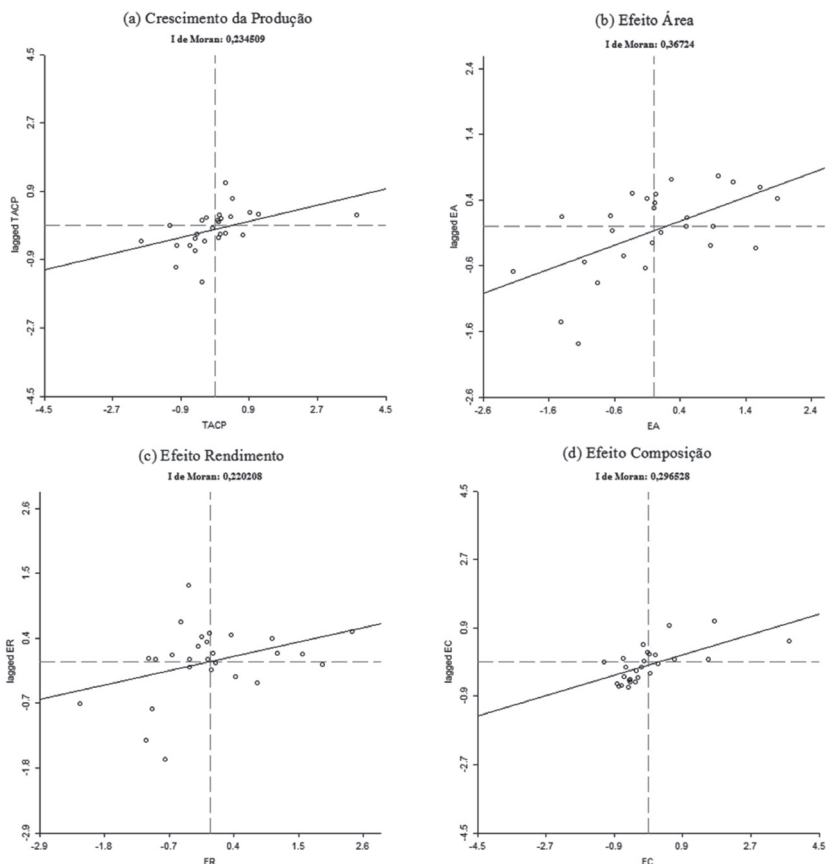 (a) Crescimento da Produção
I de Moran: 0,234509
4.5
2.7
0.9
-0.9
-2.7
-4.5
lagged TACP
-4.5 -2.7 -0.9 0.9 2.7 4.5
TACP
(b) Efeito Área
I de Moran: 0,36724
2.4
1.4
0.4
-0.6
-1.6
-2.6
lagged EA
-2.6 -1.6 -0.6 0.4 1.4 2.4
EA
(c) Efeito Rendimento
I de Moran: 0,220208
2.6
1.5
0.4
-0.7
-1.8
-2.9
lagged ER
-2.9 -1.8 -0.7 0.4 1.5 2.6
ER
(d) Efeito Composição
I de Moran: 0,296528
4.5
2.7
0.9
-0.9
-2.7
-4.5
lagged EC
-4.5 -2.7 -0.9 0.9 2.7 4.5
EC